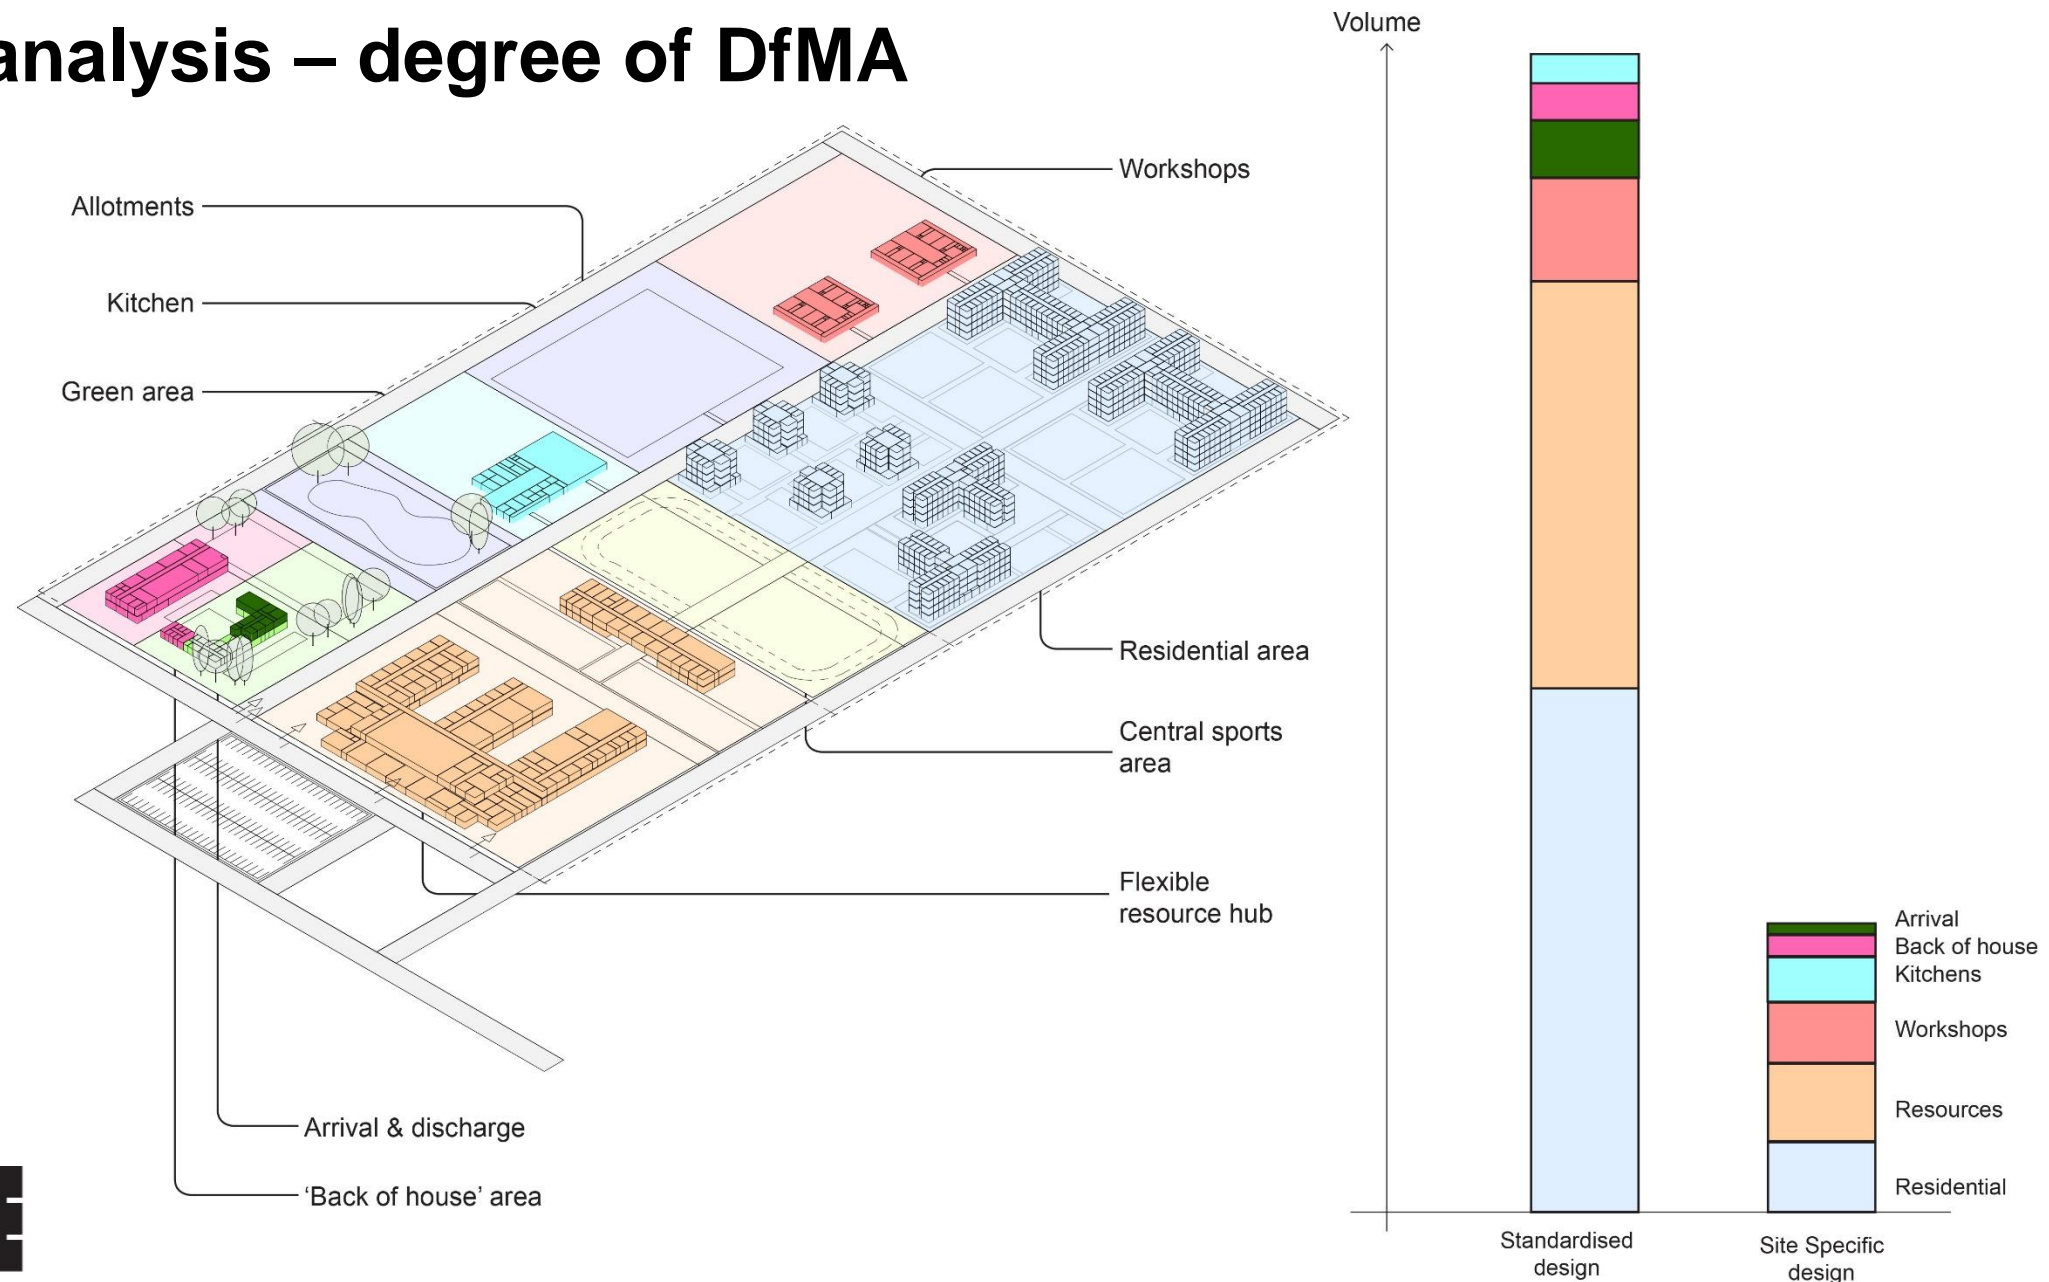 analysis – degree of DfMA
Allotments
Kitchen
Green area
Workshops
Residential area
Central sports
area
Flexible
resource hub
Arrival & discharge
‘Back of house’ area
Volume
Arrival
Back of house
Kitchens
Workshops
Resources
Residential
Standardised
design
Site Specific
design